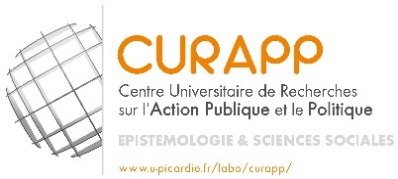 CURAPP
Centre Universitaire de Recherches
sur l'Action Publique et le Politique
EPISTEMOLOGIE & SCIENCES SOCIALES
www.u-picardie.fr/labo/curapp/